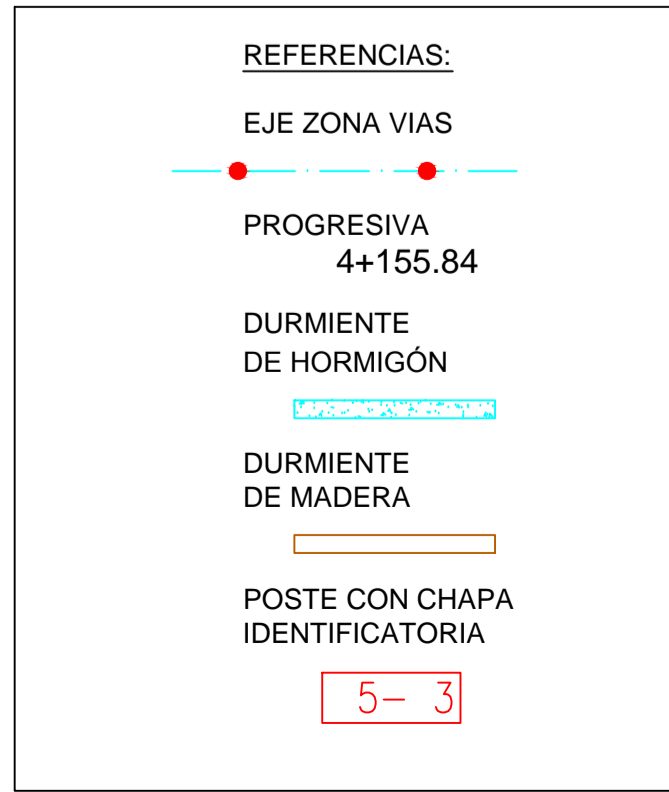 REFERENCIAS:
EJE ZONA VIAS
PROGRESIVA
4+155.84
DURMIENTE
DE HORMIGÓN
DURMIENTE
DE MADERA
POSTE CON CHAPA
IDENTIFICATORIA
5- 3